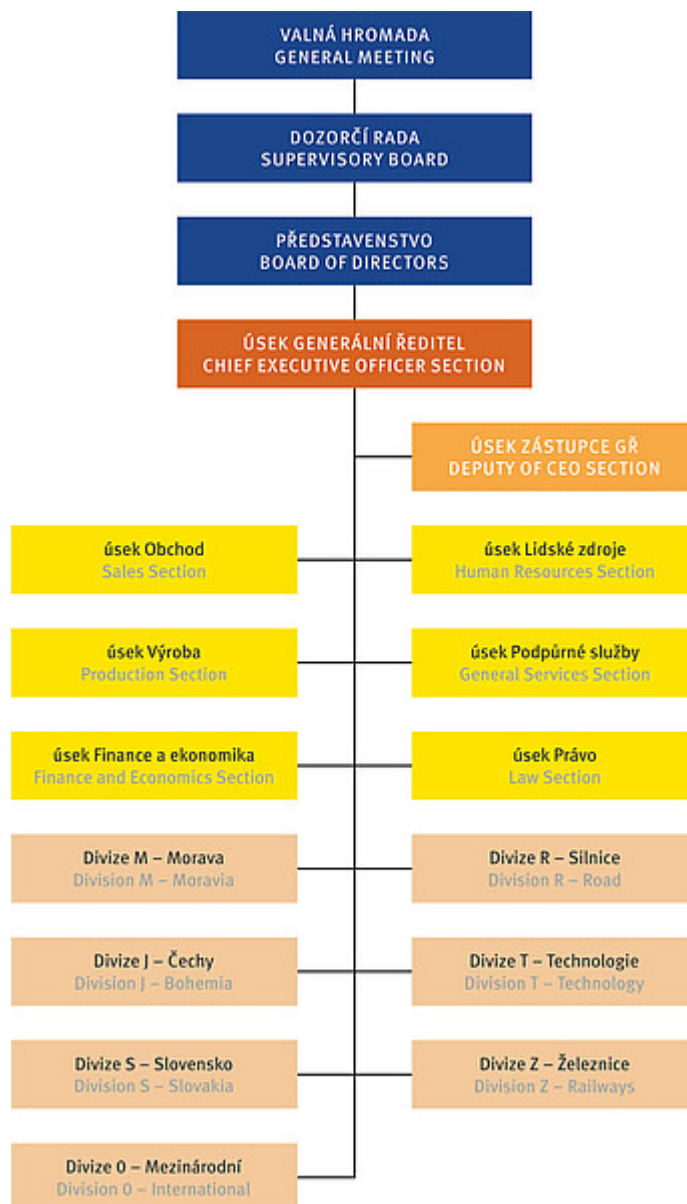 VALNÁ HROMADA
GENERAL MEETING
DOZORČÍ RADA
SUPERVISORY BOARD
PŘEDSTAVENSTVO
BOARD OF DIRECTORS
ÚSEK GENERÁLNÍ ŘEDITEL
CHIEF EXECUTIVE OFFICER SECTION
ÚSEK ZÁSTUPCE GŘ
DEPUTY OF CEO SECTION
úsek Obchod
Sales Section
úsek Lidské zdroje
Human Resources Section
úsek Výroba
Production Section
úsek Podpůrné služby
General Services Section
úsek Finance a ekonomika
Finance and Economics Section
úsek Právo
Law Section
Divize M – Morava
Division M – Moravia
Divize R – Silnice
Division R – Road
Divize J – Čechy
Division J – Bohemia
Divize T – Technologie
Division T – Technology
Divize S – Slovensko
Division S – Slovakia
Divize Z – Železnice
Division Z – Railways
Divize 0 – Mezinárodní
Division 0 – International